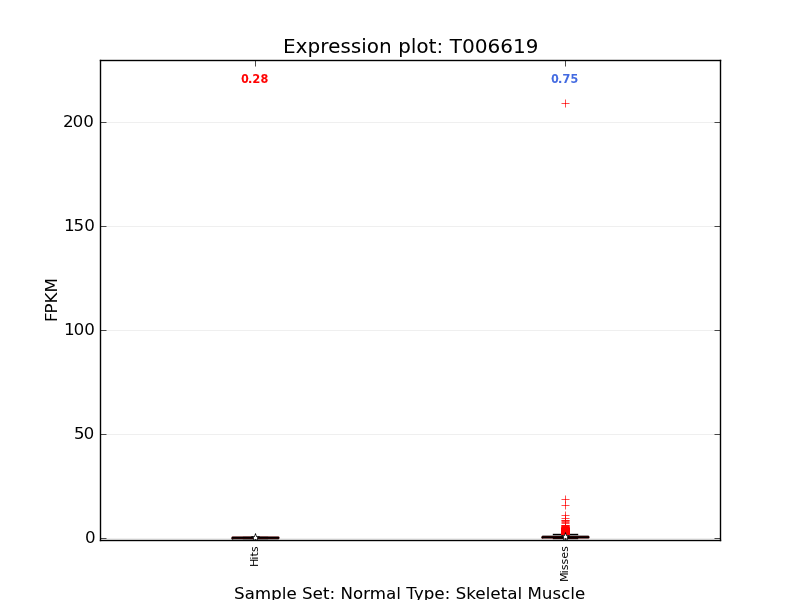 Expression plot: T006619
0.28
0.75
200
150
100
50
0
FPKM
Hits
Misses
Sample Set: Normal Type: Skeletal Muscle